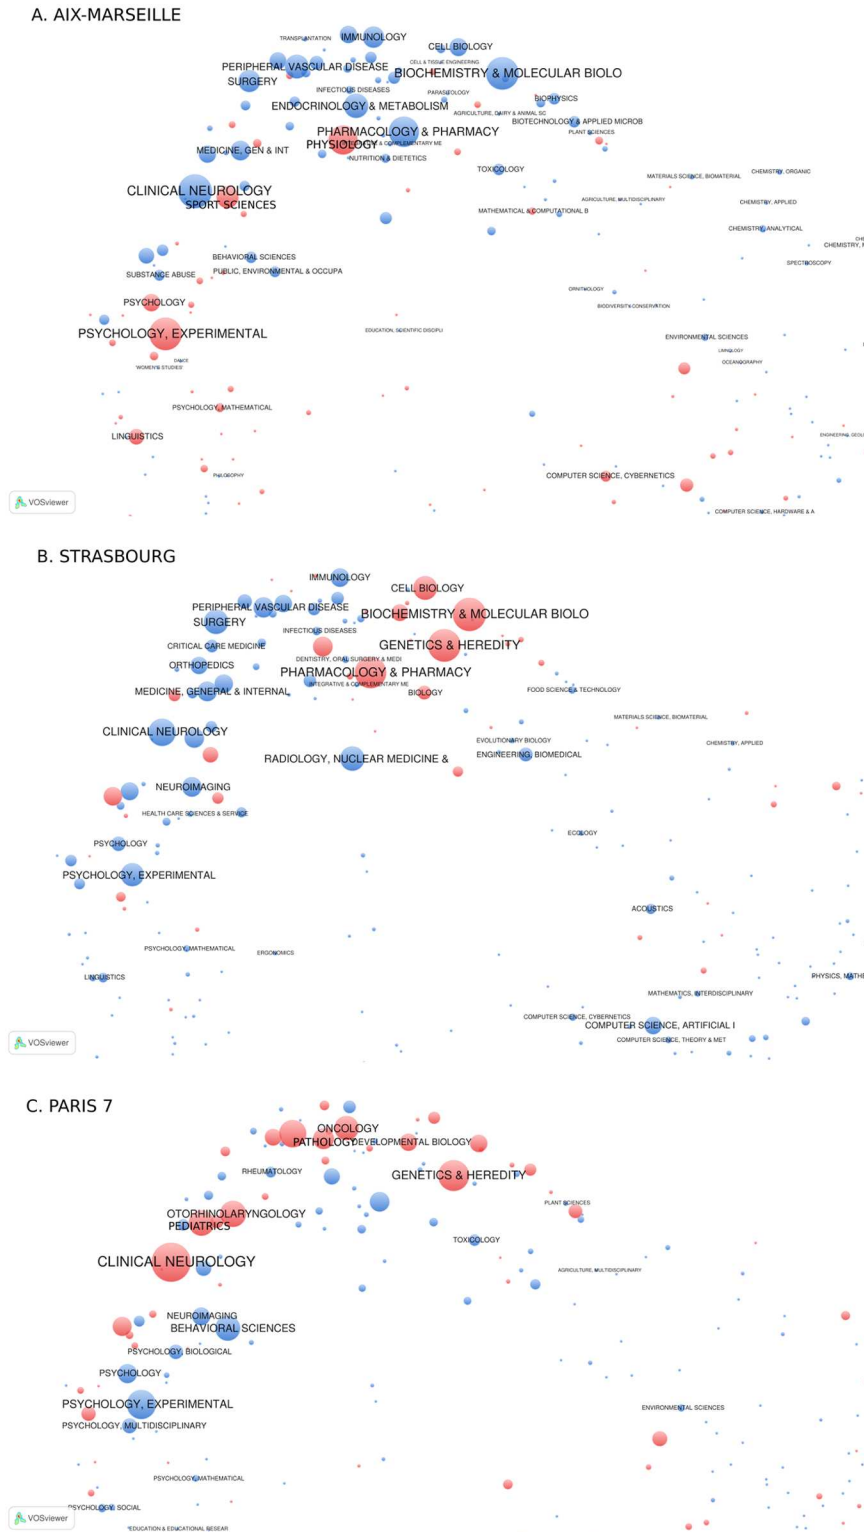 A. AIX-MARSEILLE
TRANSPLANTATION
IMMUNOLOGY
CELL BIOLOGY
CELL & TISSUE ENGINEERING
PERIPHERAL VASCULAR DISEASE
BIOCHEMISTRY & MOLECULAR BIOLO
SURGERY
INFECTIOUS DISEASES
PARASITOLOGY
BIOPHYSICS
ENDOCRINOLOGY & METABOLISM
AGRICULTURE, DAIRY & ANIMAL SC
BIOTECHNOLOGY & APPLIED MICROB
PHARMACOLOGY & PHARMACY
PLANT SCIENCES
PHYSIOLOGY
& COMPLEMENTARY ME
MEDICINE, GEN & INT
NUTRITION & DIETETICS
TOXICOLOGY
CHEMISTRY, ORGANIC
MATERIALS SCIENCE, BIOMATERIAL
CLINICAL NEUROLOGY
AGRICULTURE, MULTIDISCIPLINARY
CHEMISTRY, APPLIED
SPORT SCIENCES
MATHEMATICAL & COMPUTATIONAL B
CHEMISTRY, ANALYTICAL
CHE
CHEMISTRY, M
BEHAVIORAL SCIENCES
SPECTROSCOPY
SUBSTANCE ABUSE
PUBLIC, ENVIRONMENTAL & OCCUPA
ORNITHOLOGY
PSYCHOLOGY
BIODIVERSITY CONSERVATION
EDUCATION, SCIENTIFIC DISCIPLI
PSYCHOLOGY, EXPERIMENTAL
ENVIRONMENTAL SCIENCES
LIMNOLOGY
DANCE
OCEANOGRAPHY
'WOMEN'S STUDIES'
PSYCHOLOGY, MATHEMATICAL
LINGUISTICS
ENGINEERING, GEOL
PHILOSOPHY
COMPUTER SCIENCE, CYBERNETICS
VOSviewer
COMPUTER SCIENCE, HARDWARE & A
B. STRASBOURG
IMMUNOLOGY
CELL BIOLOGY
PERIPHERAL VASCULAR DISEASE
BIOCHEMISTRY & MOLECULAR BIOLO
SURGERY
INFECTIOUS DISEASES
CRITICAL CARE MEDICINE
GENETICS & HEREDITY
DENTISTRY, ORAL SURGERY & MEDI
ORTHOPEDICS
PHARMACOLOGY & PHARMACY
INTEGRATIVE & COMPLEMENTARY ME
MEDICINE, GENERAL & INTERNAL
BIOLOGY
FOOD SCIENCE & TECHNOLOGY
MATERIALS SCIENCE, BIOMATERIAL
CLINICAL NEUROLOGY
EVOLUTIONARY BIOLOGY
CHEMISTRY, APPLIED
RADIOLOGY, NUCLEAR MEDICINE &
ENGINEERING, BIOMEDICAL
NEUROIMAGING
HEALTH CARE SCIENCES & SERVICE
ECOLOGY
PSYCHOLOGY
PSYCHOLOGY, EXPERIMENTAL
ACOUSTICS
PSYCHOLOGY, MATHEMATICAL
ERGONOMICS
LINGUISTICS
PHYSICS, MATHE
MATHEMATICS, INTERDISCIPLINARY
COMPUTER SCIENCE, CYBERNETICS
COMPUTER SCIENCE, ARTIFICIAL I
VOSviewer
COMPUTER SCIENCE, THEORY & MET
C. PARIS 7
ONCOLOGY
PATHOLOGY
DEVELOPMENTAL BIOLOGY
RHEUMATOLOGY
GENETICS & HEREDITY
PLANT SCIENCES
OTORHINOLARYNGOLOGY
PEDIATRICS
TOXICOLOGY
CLINICAL NEUROLOGY
AGRICULTURE, MULTIDISCIPLINARY
NEUROIMAGING
BEHAVIORAL SCIENCES
PSYCHOLOGY, BIOLOGICAL
PSYCHOLOGY
PSYCHOLOGY, EXPERIMENTAL
ENVIRONMENTAL SCIENCES
PSYCHOLOGY, MULTIDISCIPLINARY
PSYCHOLOGY, MATHEMATICAL
PSYCHOLOGY, SOCIAL
VOSviewer
EDUCATION & EDUCATIONAL RESEAR